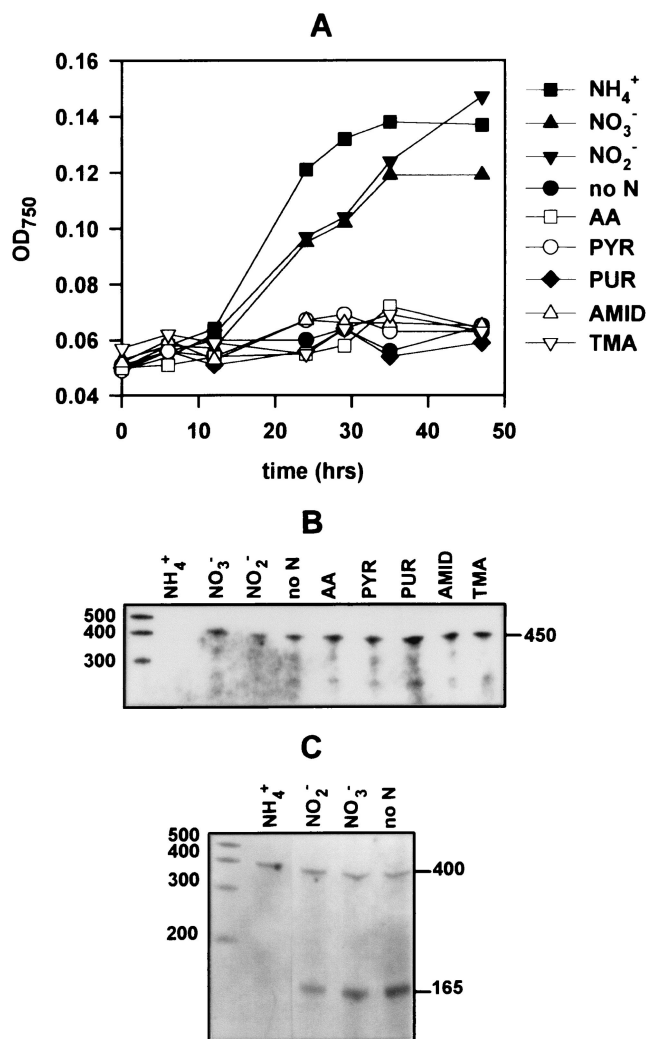 A
0.16
0.14
0.12
0.10
0.08
0.06
0.04
OD750
0 10 20 30 40 50
time (hrs)
NH4+
NO3-
NO2-
no N
AA
PYR
PUR
AMID
TMA
B
NH4+ NO3- NO2- no N AA PYR PUR AMID TMA
500
400
300
450
C
NH4+ NO2- NO3- no N
500
400
300
200
400
165